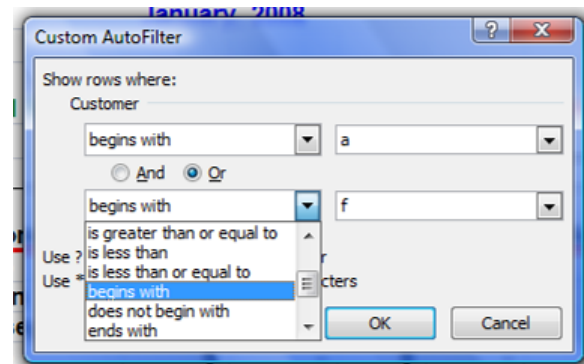 January, 2008
Custom AutoFilter
Show rows where:
Customer
begins with a
And Or
begins with f
is greater than or equal to
is less than
Use ? r
is less than or equal to
Use * cters
begins with
does not begin with
ends with
OK Cancel